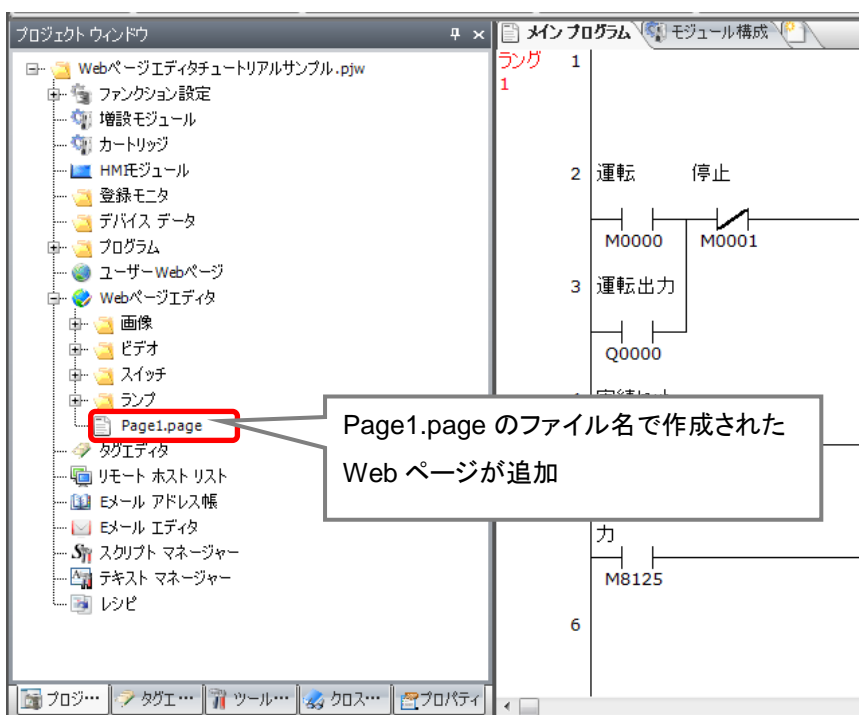 プロジェクト ウィンドウ
Webページエディタチュートリアルサンプル.pjw
ファンクション設定
増設モジュール
カートリッジ
HMIモジュール
登録モニタ
デバイス データ
プログラム
ユーザーWebページ
Webページエディタ
画像
ビデオ
スイッチ
ランプ
Page1.page
タグエディタ
リモート ホスト リスト
Eメール アドレス帳
Eメール エディタ
スクリプト マネージャー
テキスト マネージャー
レシピ
プロジ…
タグエ…
ツール…
クロス…
プロパティ
メイン プログラム
モジュール構成
ラング 1
1
2 運転 停止
M0000 M0001
3 運転出力
Q0000
Page1.page のファイル名で作成された
Web ページが追加
力
M8125
6